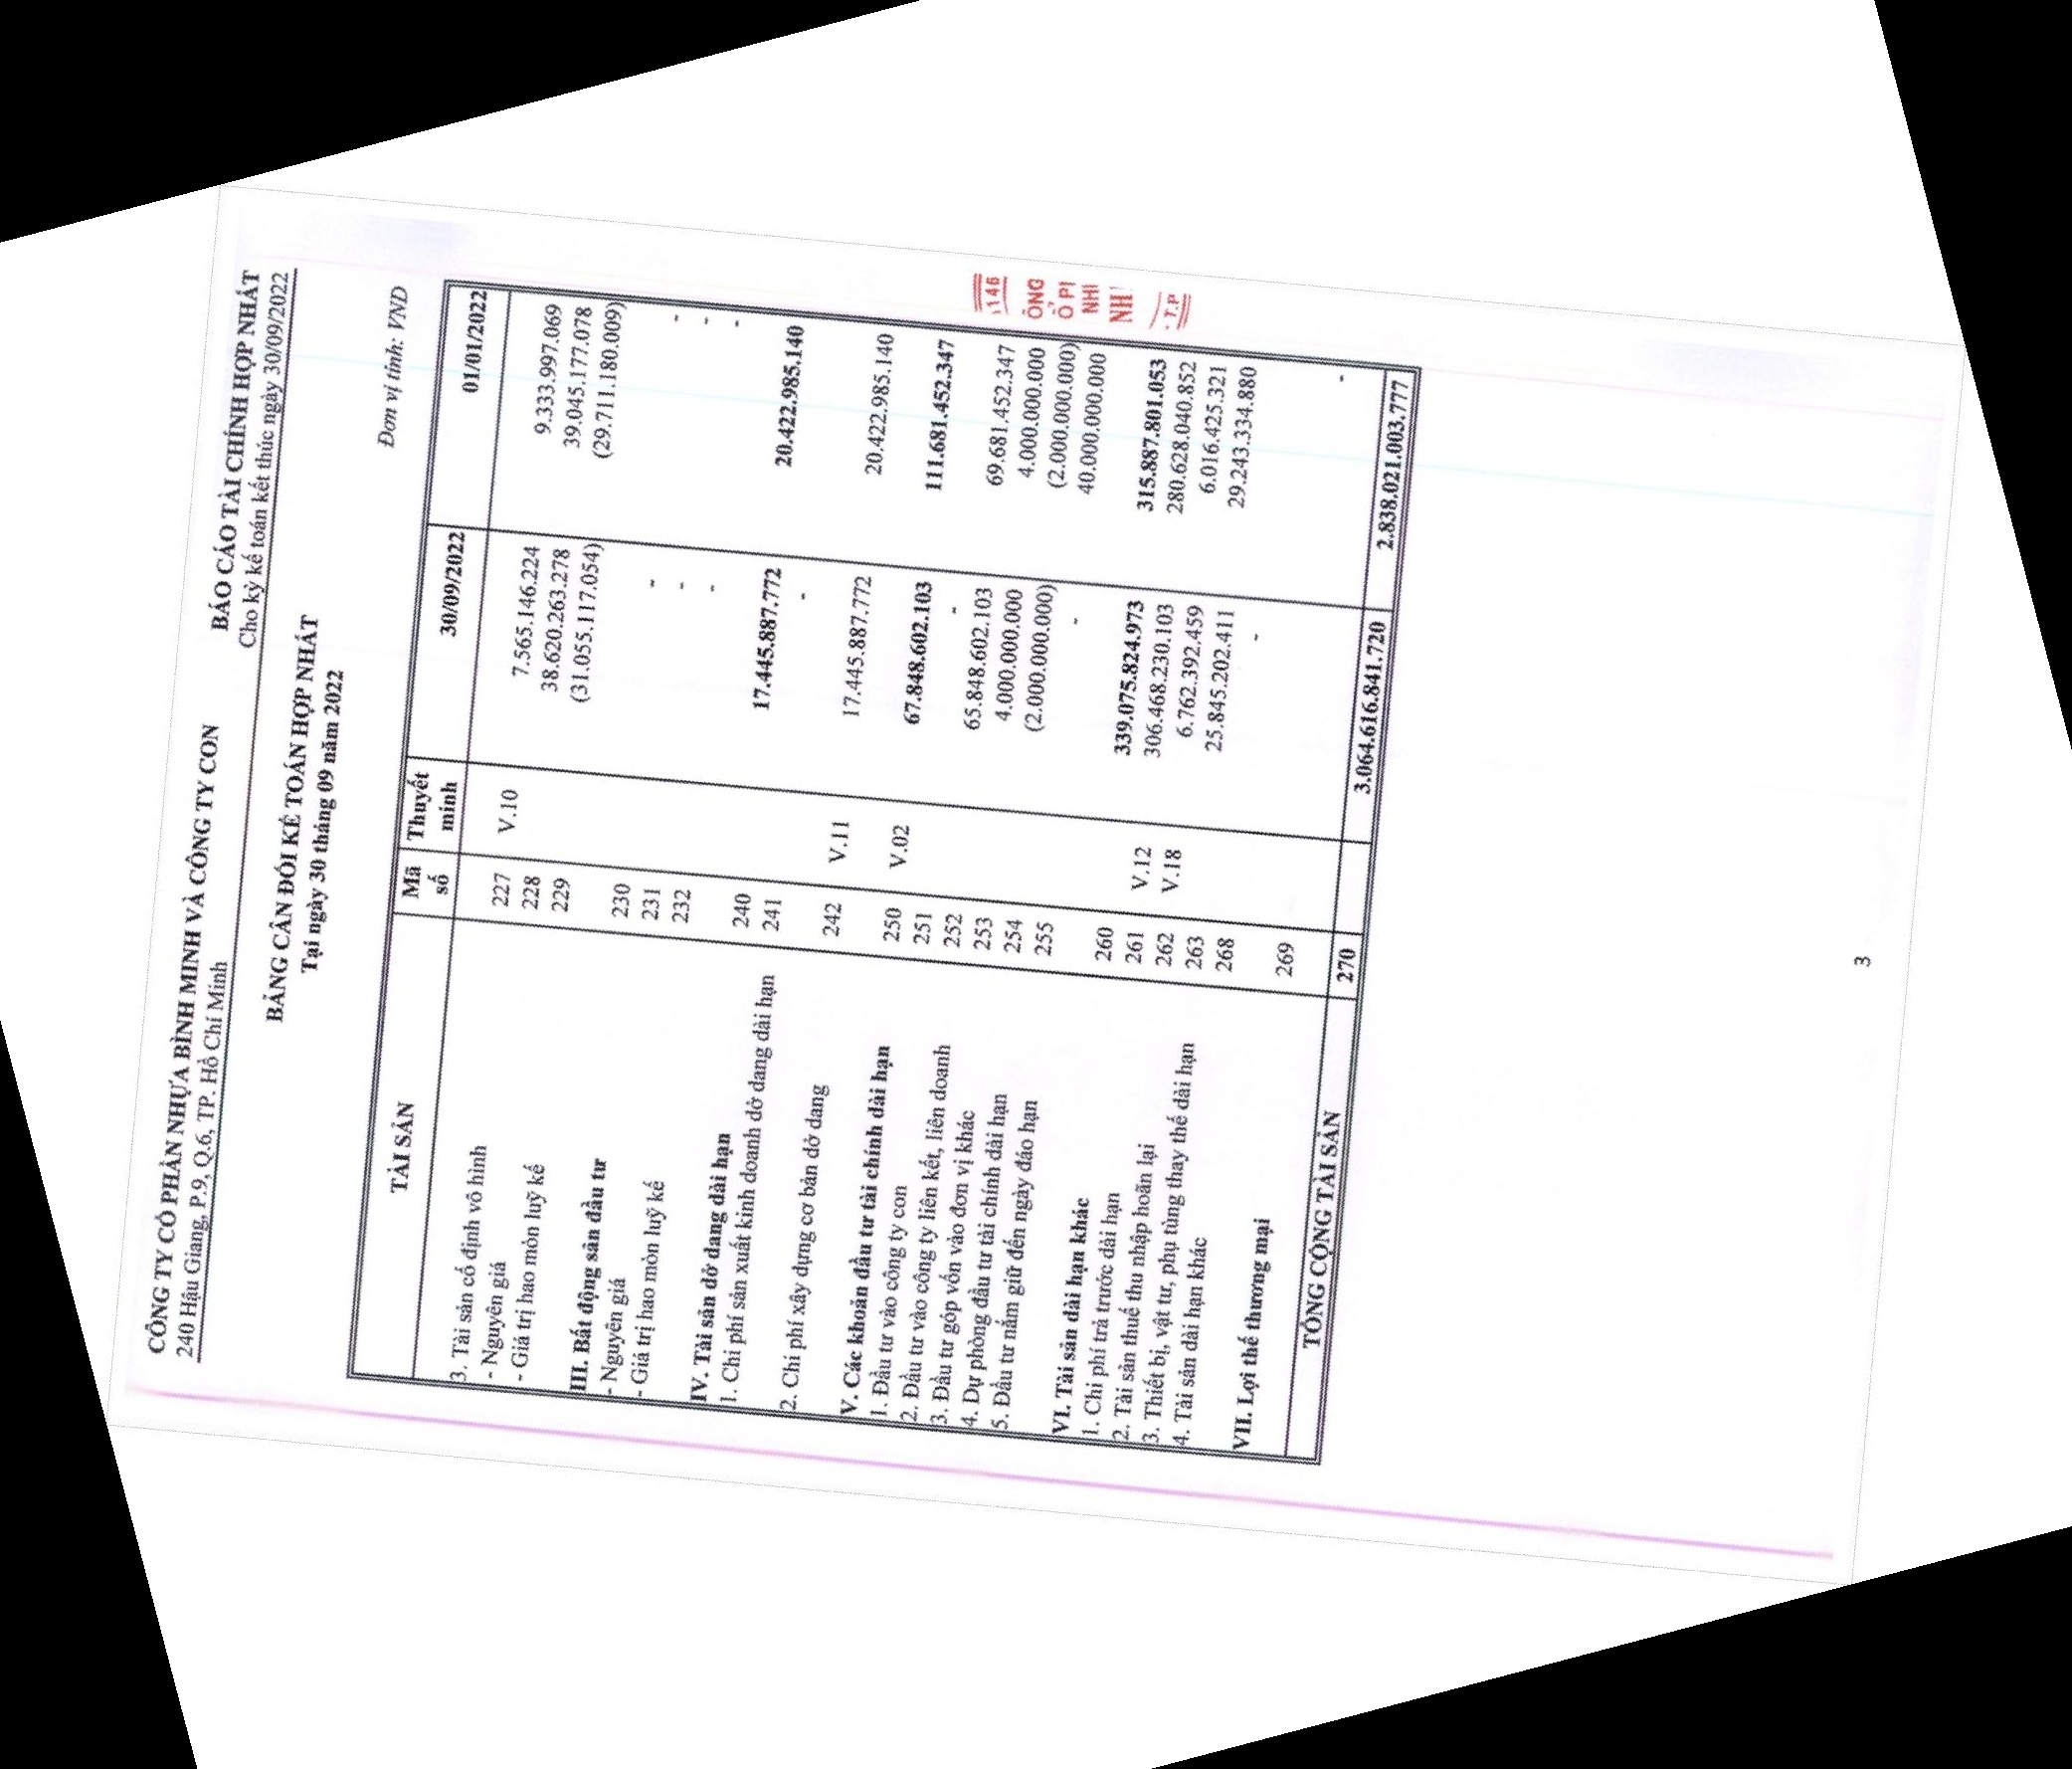 CÔNG TY CỔ PHẦN NHỰA BÌNH MINH VÀ CÔNG TY CON BÁO CÁO TÀI CHÍNH HỢP NHẤT
240 Hậu Giang, P.9, Q.6, TP. Hồ Chí Minh Cho kỳ kế toán kết thúc ngày 30/09/2022
BẢNG CÂN ĐỐI KẾ TOÁN HỢP NHẤT
Tại ngày 30 tháng 09 năm 2022
Đơn vị tính: VND
TÀI SẢN Mã số Thuyết minh 30/09/2022 01/01/2022
3. Tài sản cố định vô hình 227 V.10 7.565.146.224 9.333.997.069
- Nguyên giá 228 38.620.263.278 39.045.177.078
- Giá trị hao mòn luỹ kế 229 (31.055.117.054) (29.711.180.009)
III. Bất động sản đầu tư 230 - -
- Nguyên giá 231 - -
- Giá trị hao mòn luỹ kế 232 - -
IV. Tài sản dở dang dài hạn 240 17.445.887.772 20.422.985.140
1. Chi phí sản xuất kinh doanh dở dang dài hạn 241 -
2. Chi phí xây dựng cơ bản dở dang 242 V.11 17.445.887.772 20.422.985.140
V. Các khoản đầu tư tài chính dài hạn 250 V.02 67.848.602.103 111.681.452.347
1. Đầu tư vào công ty con 251 -
2. Đầu tư vào công ty liên kết, liên doanh 252 65.848.602.103 69.681.452.347
3. Đầu tư góp vốn vào đơn vị khác 253 4.000.000.000 4.000.000.000
4. Dự phòng đầu tư tài chính dài hạn 254 (2.000.000.000) (2.000.000.000)
5. Đầu tư nắm giữ đến ngày đáo hạn 255 - 40.000.000.000
VI. Tài sản dài hạn khác 260 339.075.824.973 315.887.801.053
1. Chi phí trả trước dài hạn 261 V.12 306.468.230.103 280.628.040.852
2. Tài sản thuế thu nhập hoãn lại 262 V.18 6.762.392.459 6.016.425.321
3. Thiết bị, vật tư, phụ tùng thay thế dài hạn 263 25.845.202.411 29.243.334.880
4. Tài sản dài hạn khác 268 -
VII. Lợi thế thương mại 269 -
TỔNG CỘNG TÀI SẢN 270 3.064.616.841.720 2.838.021.003.777
146
ÔNG
Ổ PI
NHI
NH
T.P
3